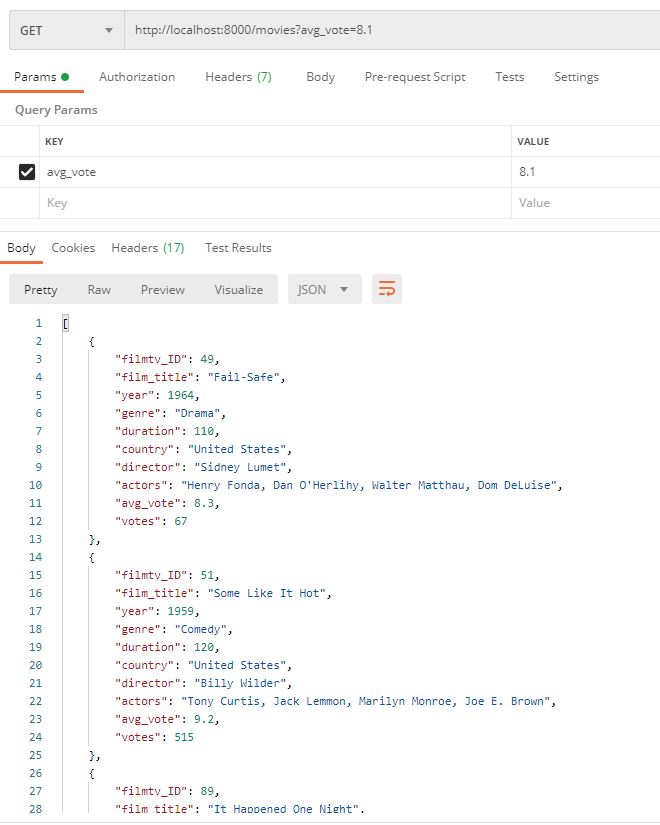 GET http://localhost:8000/movies?avg_vote=8.1
Params Authorization Headers (7) Body Pre-request Script Tests Settings
Query Params
KEY VALUE
avg_vote 8.1
Key Value
Body Cookies Headers (17) Test Results
Pretty Raw Preview Visualize JSON
1 [
2 {
3 "filmtv_ID": 49,
4 "film_title": "Fail-Safe",
5 "year": 1964,
6 "genre": "Drama",
7 "duration": 110,
8 "country": "United States",
9 "director": "Sidney Lumet",
10 "actors": "Henry Fonda, Dan O'Herlihy, Walter Matthau, Dom DeLuise",
11 "avg_vote": 8.3,
12 "votes": 67
13 },
14 {
15 "filmtv_ID": 51,
16 "film_title": "Some Like It Hot",
17 "year": 1959,
18 "genre": "Comedy",
19 "duration": 120,
20 "country": "United States",
21 "director": "Billy Wilder",
22 "actors": "Tony Curtis, Jack Lemmon, Marilyn Monroe, Joe E. Brown",
23 "avg_vote": 9.2,
24 "votes": 515
25 },
26 {
27 "filmtv_ID": 89,
28 "film_title": "It Happened One Night",